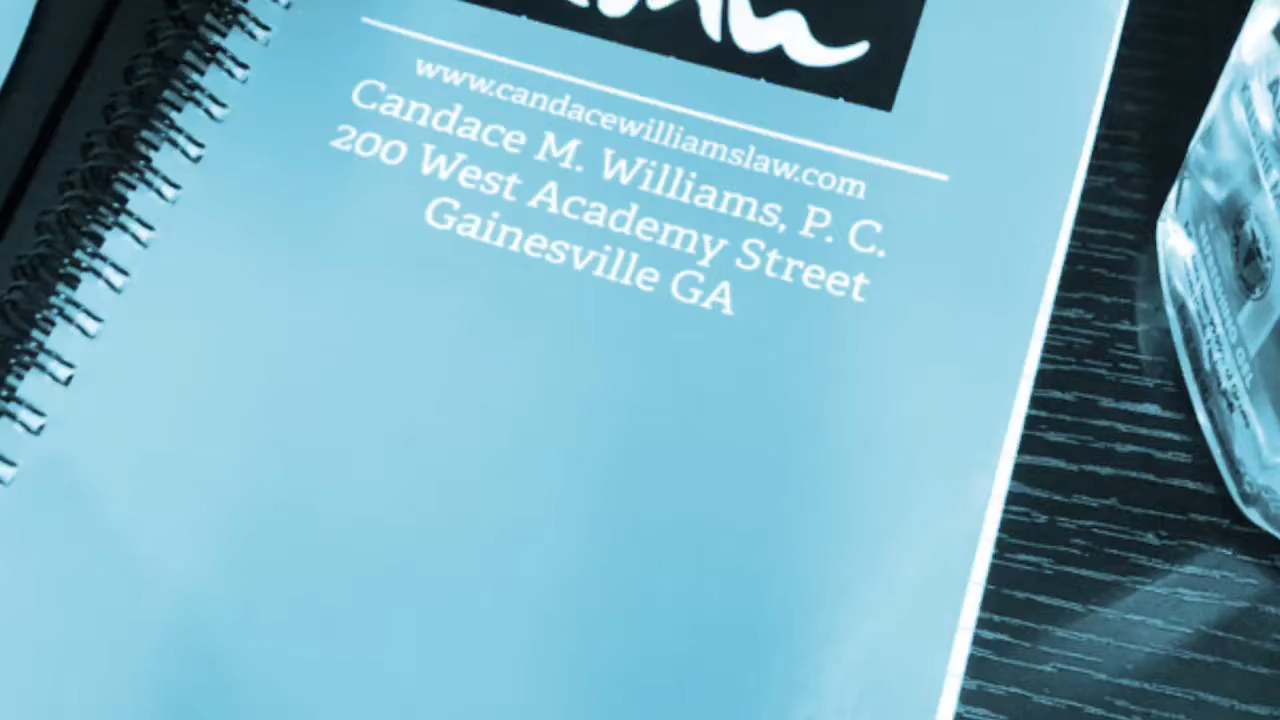 www.candacewilliamslaw.com
Candace M. Williams, P. C.
200 West Academy Street
Gainesville GA